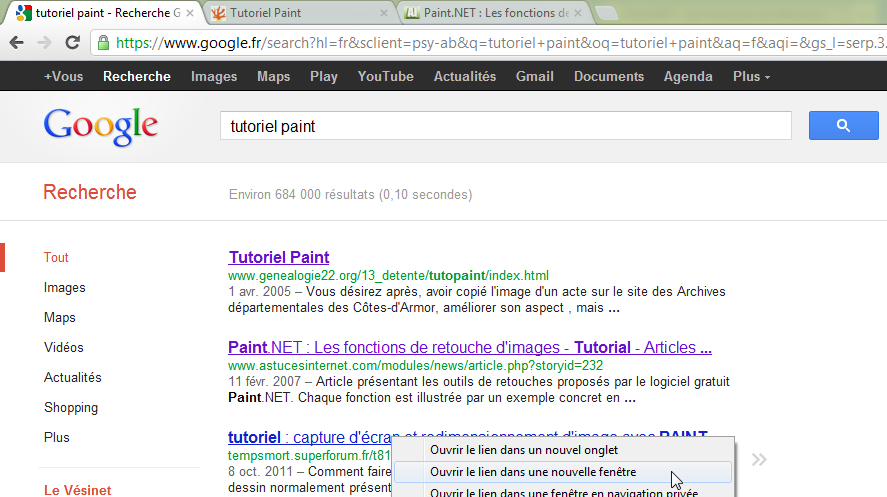 tutoriel paint - Recherche G
Tutoriel Paint
Paint.NET : Les fonctions de
https://www.google.fr/search?hl=fr&sclient=psy-ab&q=tutoriel+paint&oq=tutoriel+paint&aq=f&aqi=&gs_l=serp.3.
+Vous Recherche Images Maps Play YouTube Actualités Gmail Documents Agenda Plus
Google
tutoriel paint
Recherche
Environ 684 000 résultats (0,10 secondes)
Tout
Images
Maps
Vidéos
Actualités
Shopping
Plus
Le Vésinet
Tutoriel Paint
www.genealogie22.org/13_detente/tutopaint/index.html
1 avr. 2005 – Vous désirez après, avoir copié l'image d'un acte sur le site des Archives
départementales des Côtes-d'Armor, améliorer son aspect , mais ...
Paint.NET : Les fonctions de retouche d'images - Tutorial - Articles ...
www.astucesinternet.com/modules/news/article.php?storyid=232
11 févr. 2007 – Article présentant les outils de retouches proposés par le logiciel gratuit
Paint.NET. Chaque fonction est illustrée par un exemple concret en ...
tutoriel : capture d'écran et redimensionnement d'image avec PAINT
tempsmort.superforum.fr/t81
8 oct. 2011 – Comment faire
dessin normalement présent
Ouvrir le lien dans un nouvel onglet
Ouvrir le lien dans une nouvelle fenêtre
Ouvrir le lien dans une fenêtre en navigation privée